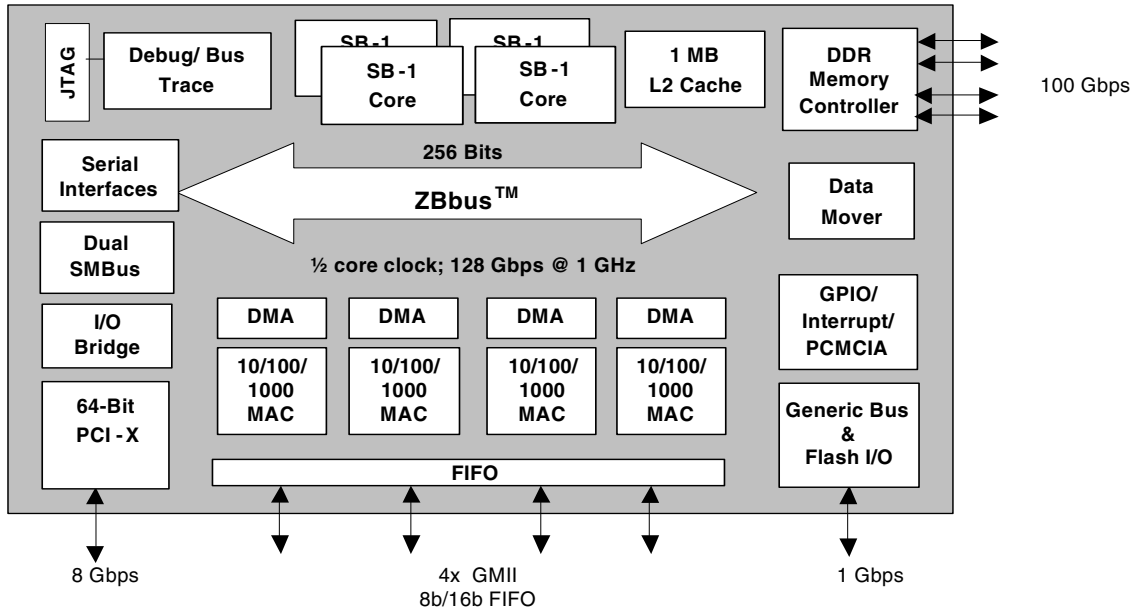 JTAG
Debug/ Bus
Trace
SB-1
SB-1
SB-1
Core
SB-1
Core
1 MB
L2 Cache
DDR
Memory
Controller
100 Gbps
Serial
Interfaces
256 Bits
ZBbus™
Data
Mover
Dual
SMBus
½ core clock; 128 Gbps @ 1 GHz
I/O
Bridge
DMA
DMA
DMA
DMA
GPIO/
Interrupt/
PCMCIA
64-Bit
PCI-X
10/100/
1000
MAC
10/100/
1000
MAC
10/100/
1000
MAC
10/100/
1000
MAC
Generic Bus
&
Flash I/O
FIFO
8 Gbps
4x GMII
8b/16b FIFO
1 Gbps